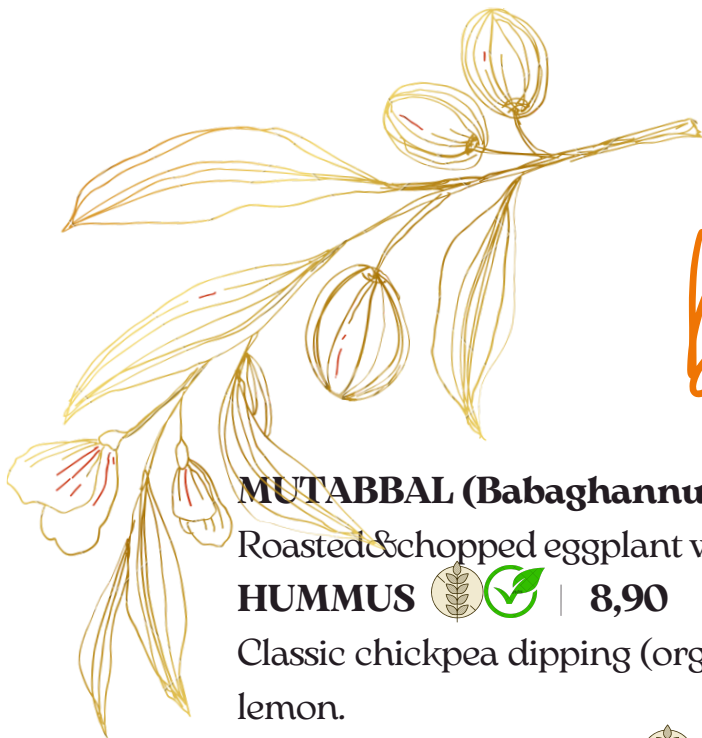 MUTABBAL (Babaghannu
Roasted&chopped eggplant
HUMMUS | 8,90
Classic chickpea dipping (org
lemon.